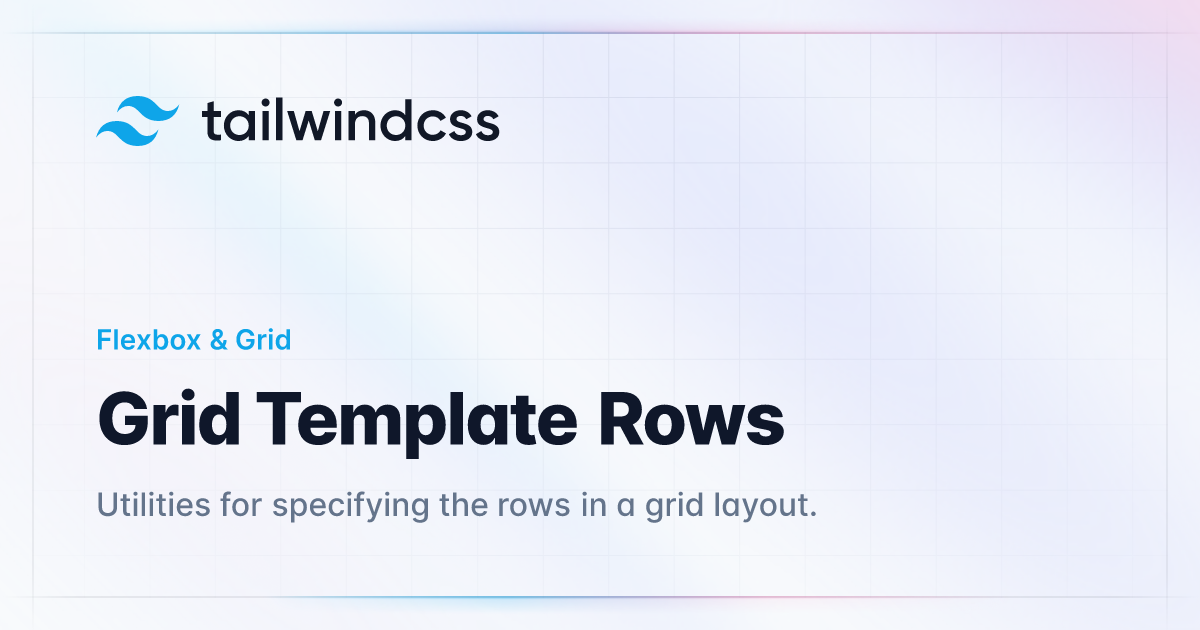 tailwindcss
Flexbox & Grid
Grid Template Rows
Utilities for specifying the rows in a grid layout.